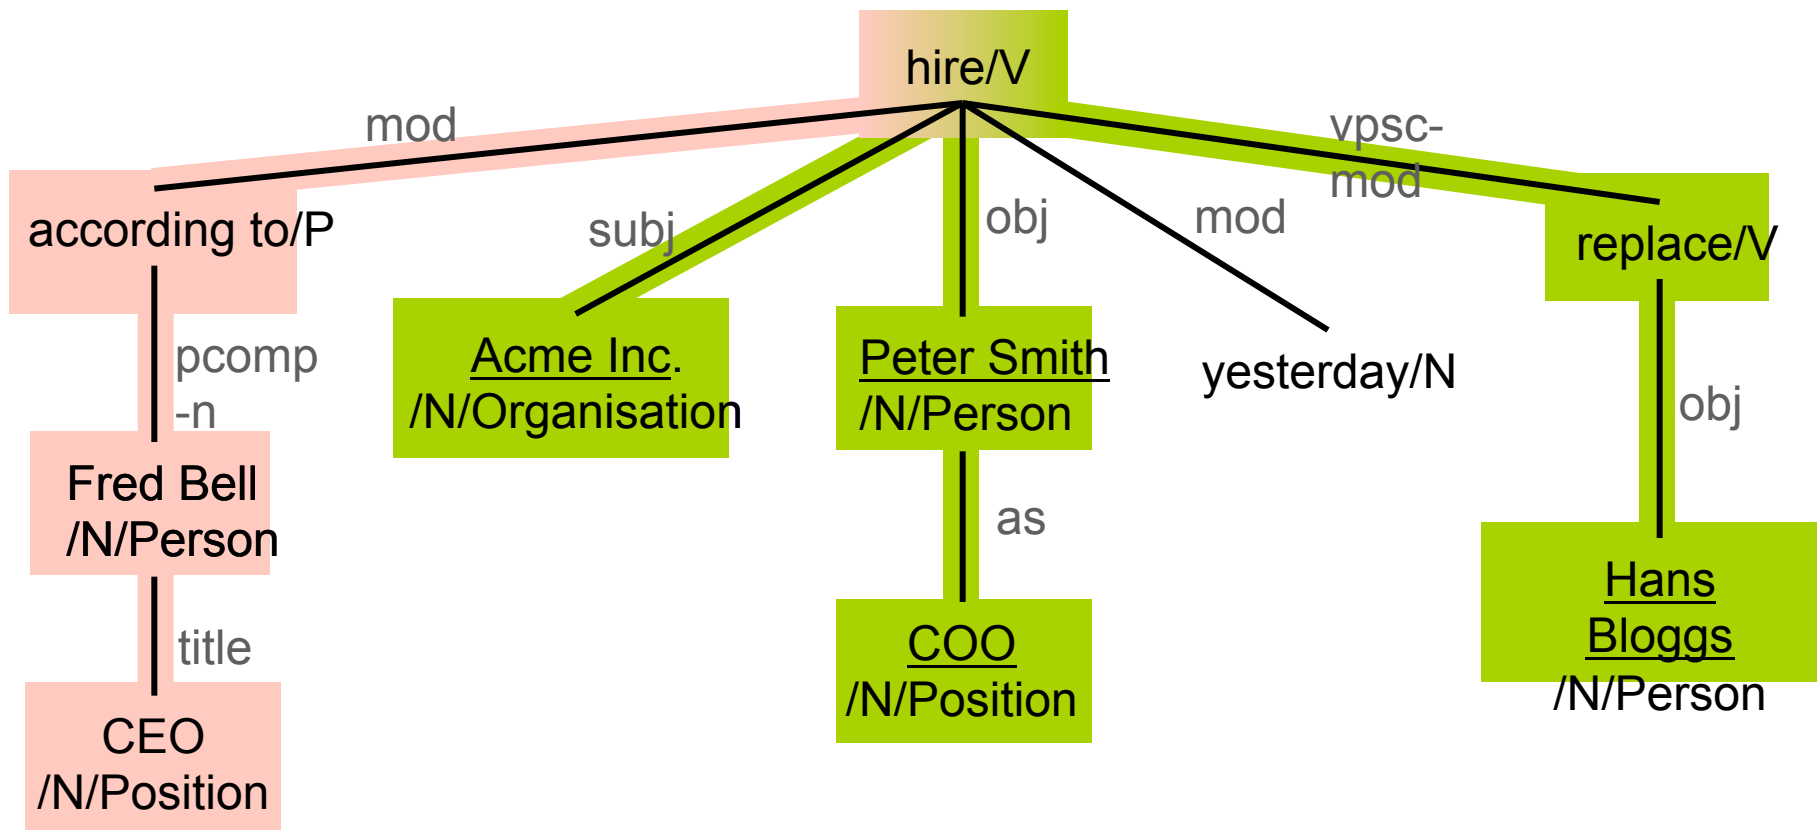 hire/V
mod
vpsc-
mod
subj
obj
mod
according to/P
replace/V
pcomp
-n
Acme Inc.
/N/Organisation
Peter Smith
/N/Person
yesterday/N
obj
Fred Bell
/N/Person
as
title
Hans
Bloggs
/N/Person
COO
/N/Position
CEO
/N/Position